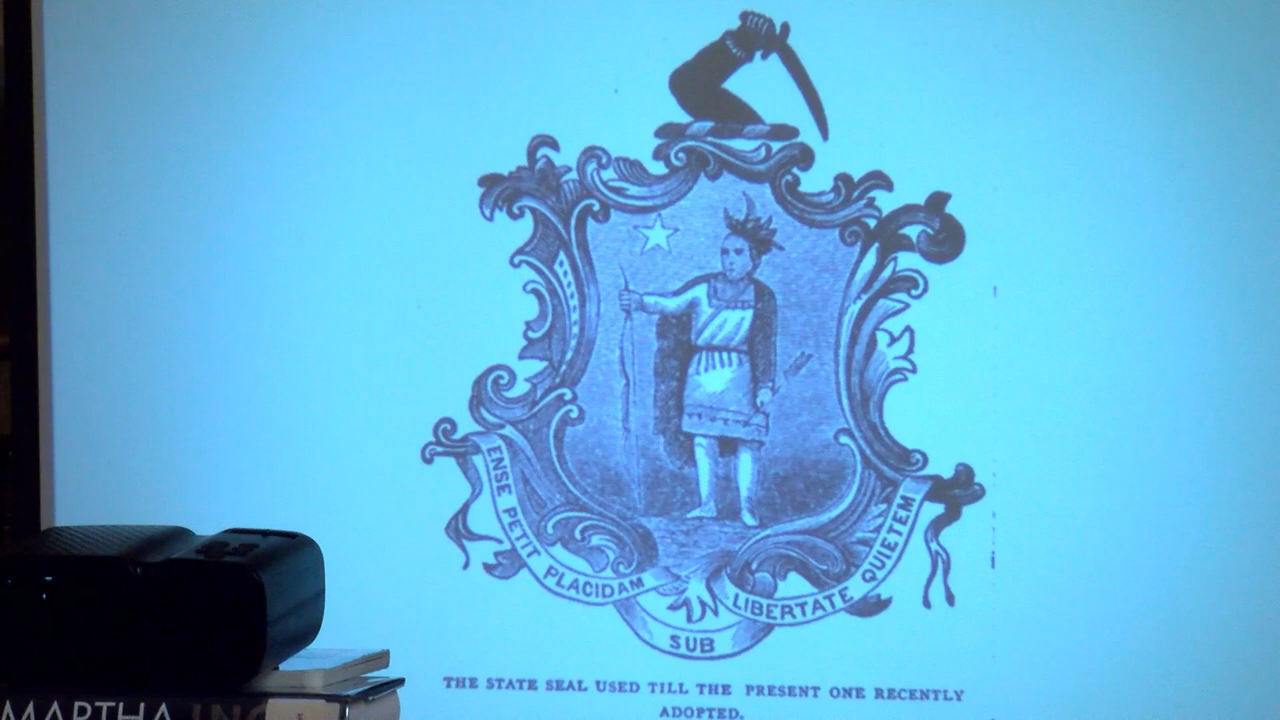 ENSE PETIT PLACIDAM
SUB
LIBERTATE QUIETEM
THE STATE SEAL USED TILL THE PRESENT ONE RECENTLY
ADOPTED.
MARTHA